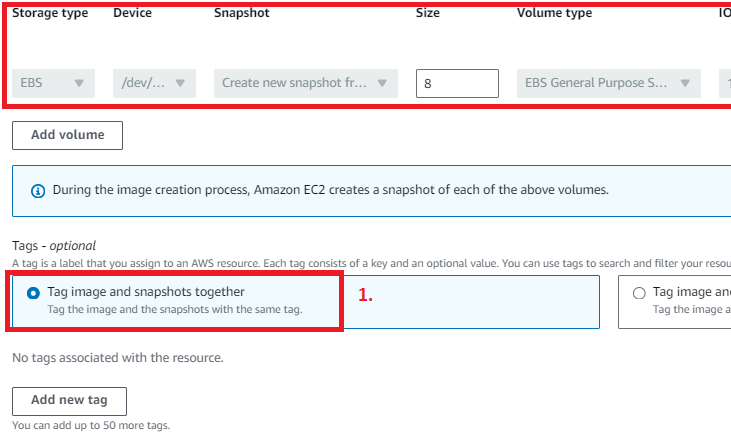 Storage type Device Snapshot Size Volume type IO
EBS /dev/... Create new snapshot fr... 8 EBS General Purpose S... 1
Add volume
During the image creation process, Amazon EC2 creates a snapshot of each of the above volumes.
Tags - optional
A tag is a label that you assign to an AWS resource. Each tag consists of a key and an optional value. You can use tags to search and filter your resou
Tag image and snapshots together 1. Tag image and
Tag the image and the snapshots with the same tag. Tag the image a
No tags associated with the resource.
Add new tag
You can add up to 50 more tags.